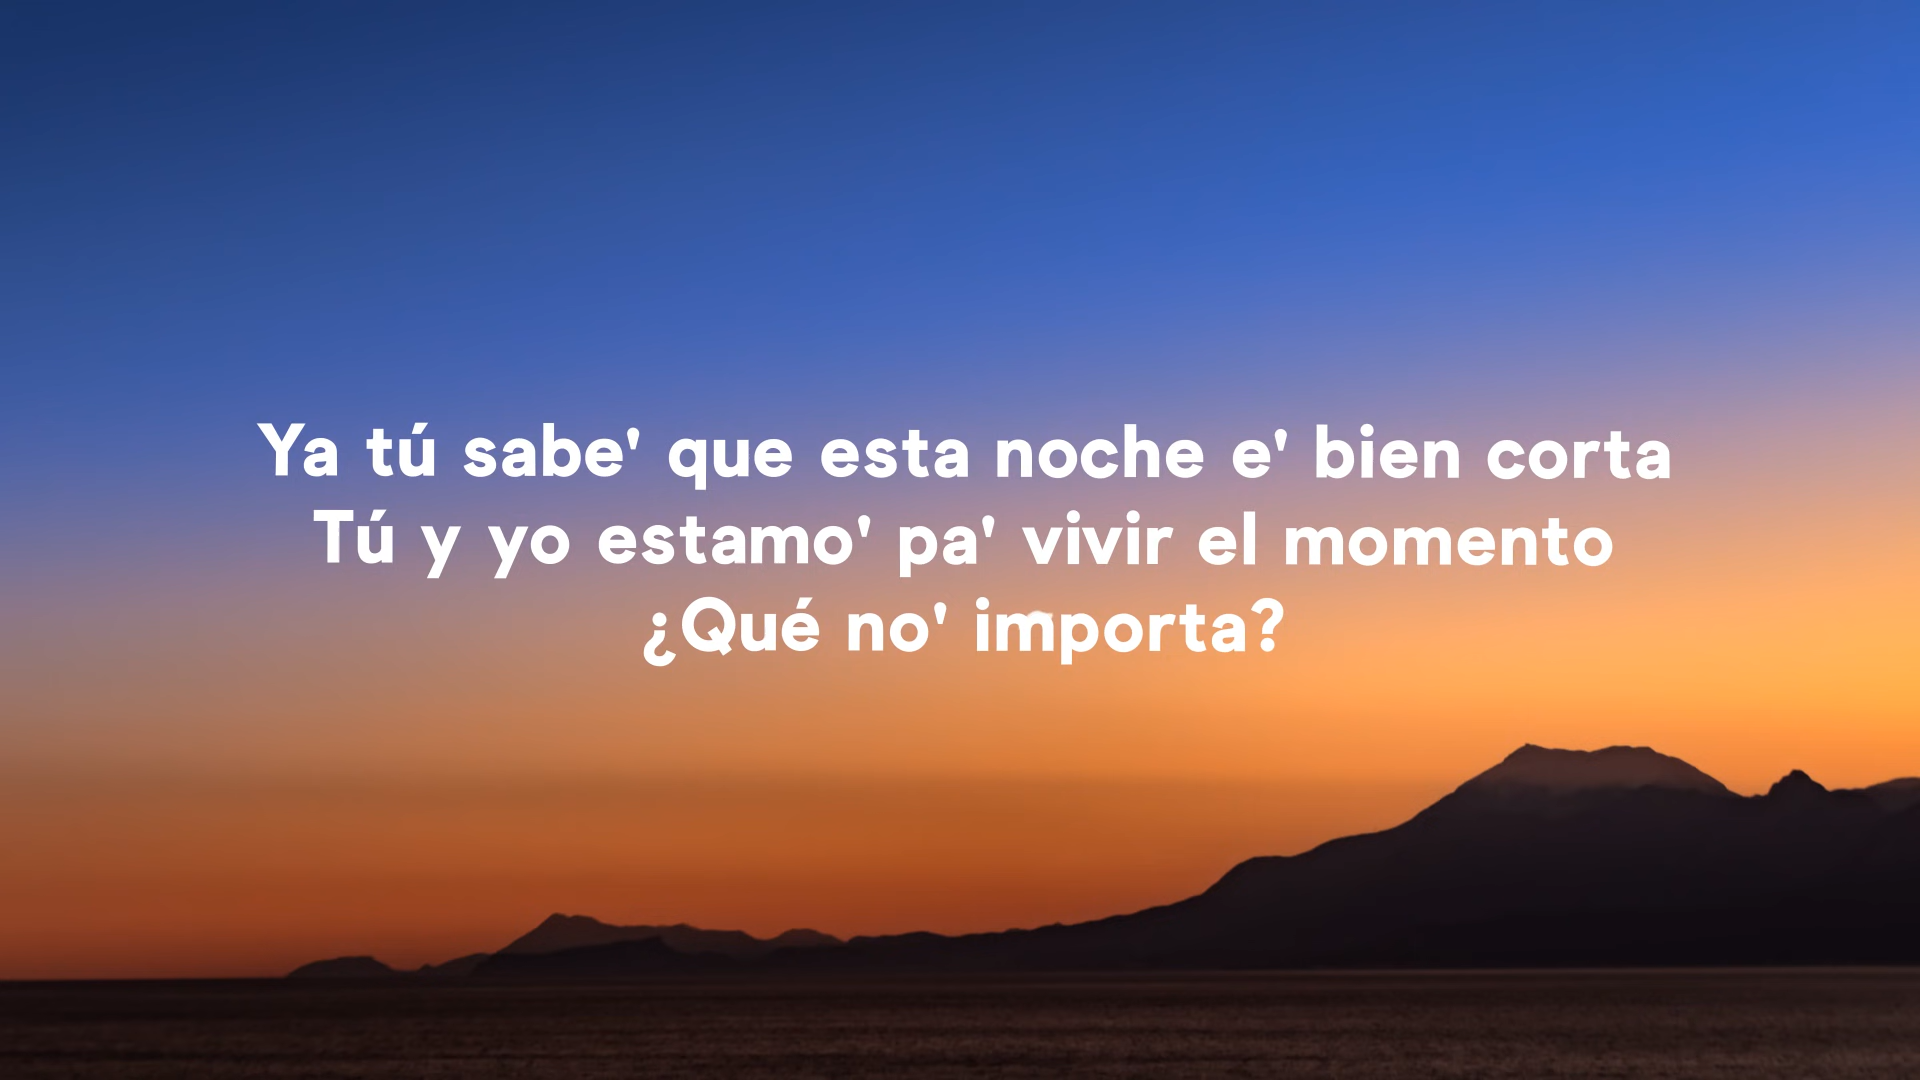 Ya tú sabe' que esta noche e' bien corta
Tú y yo estamo' pa' vivir el momento
¿Qué no' importa?